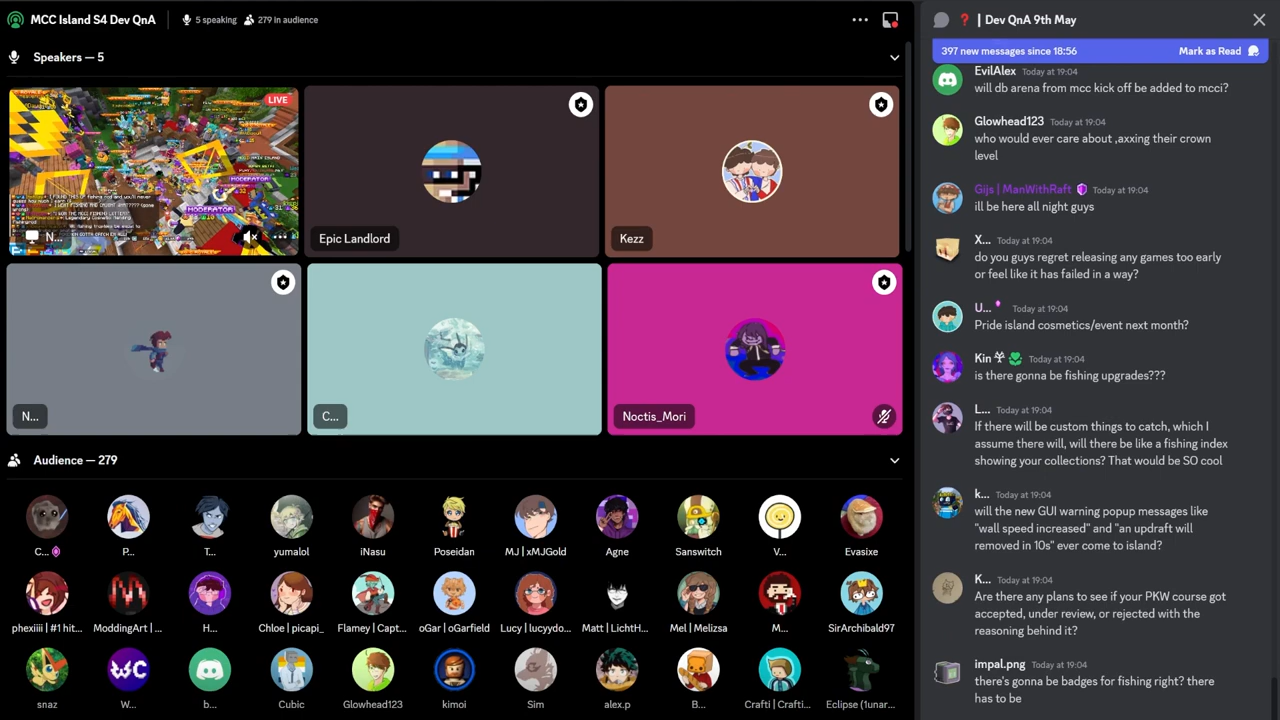 MCC Island S4 Dev QnA
5 speaking
279 in audience
Speakers — 5
LIVE
MODERATOR
MODERATOR
N...
Epic Landlord
Kezz
N...
C...
Noctis_Mori
Audience — 279
C...
P...
T...
yumalol
iNasu
Poseidan
MJ | xMJGold
Agne
Sanswitch
V...
Evasixe
phexiiii | #1 hit...
ModdingArt | ...
H...
Chloe | picapi_
Flamey | Capt...
oGar | oGarfield
Lucy | lucyydo...
Matt | LichtH...
Mel | Melizsa
M...
SirArchibald97
snaz
W...
b...
Cubic
Glowhead123
kimoi
Sim
alex.p
B...
Crafti | Crafti...
Eclipse (1unar...
❓ | Dev QnA 9th May
397 new messages since 18:56
Mark as Read
EvilAlex Today at 19:04
will db arena from mcc kick off be added to mcci?
Glowhead123 Today at 19:04
who would ever care about ,axxing their crown
level
Gijs | ManWithRaft Today at 19:04
ill be here all night guys
X... Today at 19:04
do you guys regret releasing any games too early
or feel like it has failed in a way?
U... Today at 19:04
Pride island cosmetics/event next month?
Kin Today at 19:04
is there gonna be fishing upgrades???
L... Today at 19:04
If there will be custom things to catch, which I
assume there will, will there be like a fishing index
showing your collections? That would be SO cool
k... Today at 19:04
will the new GUI warning popup messages like
"wall speed increased" and "an updraft will
removed in 10s" ever come to island?
K... Today at 19:04
Are there any plans to see if your PKW course got
accepted, under review, or rejected with the
reasoning behind it?
impal.png Today at 19:04
there's gonna be badges for fishing right? there
has to be